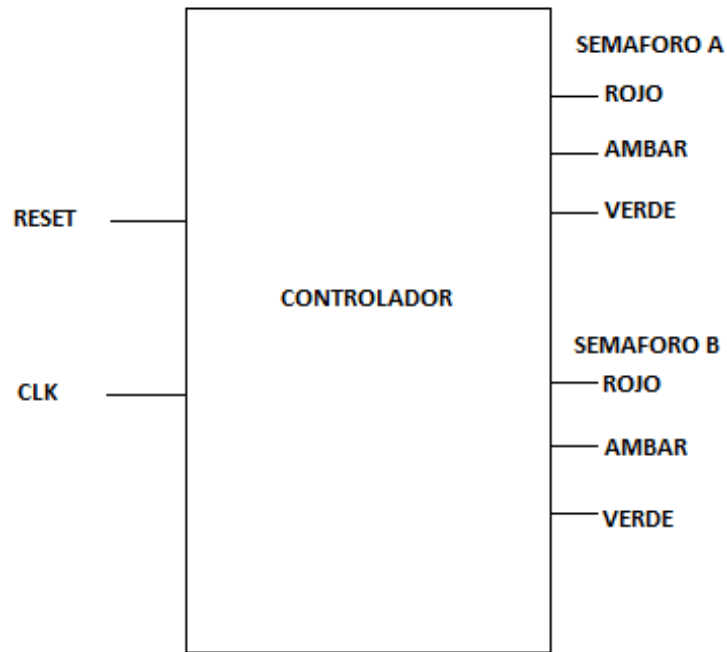 SEMAFORO A
ROJO
AMBAR
VERDE
RESET
CONTROLADOR
SEMAFORO B
CLK
ROJO
AMBAR
VERDE